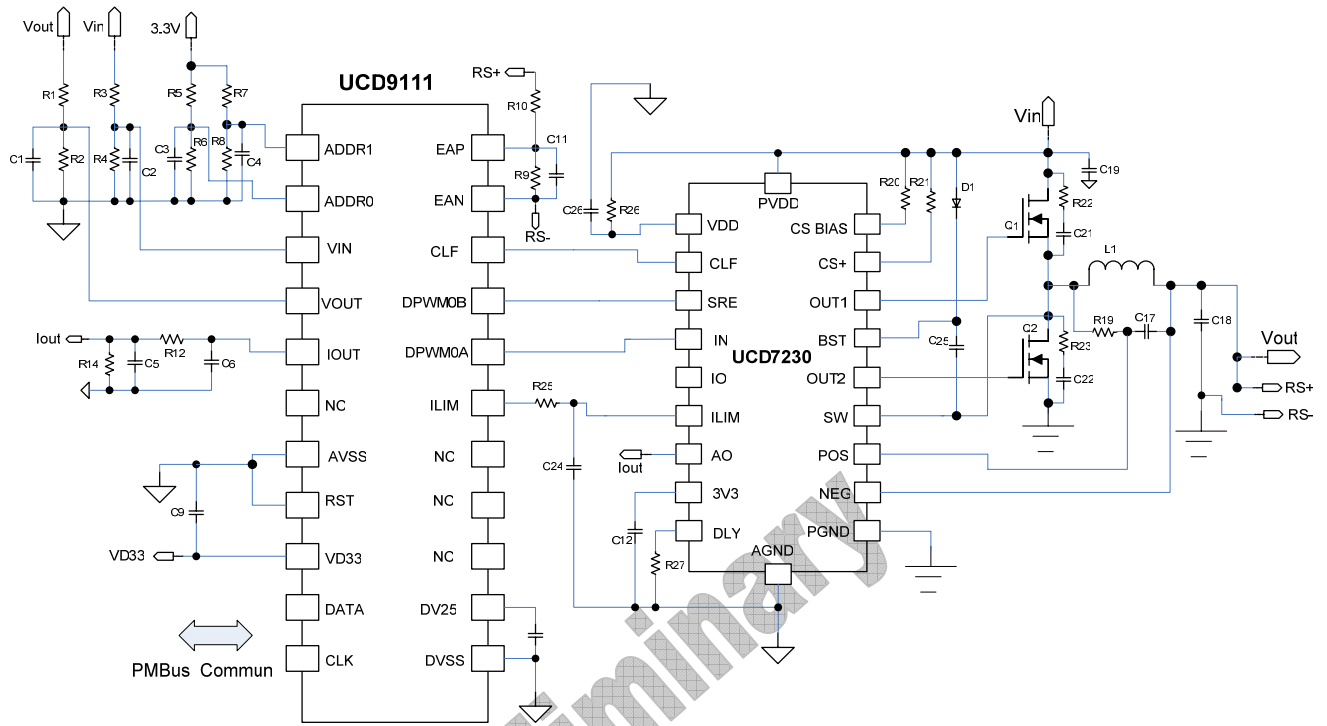 Vout
Vin
3.3V
UCD9111
R1
R3
R5
R7
C1
R2
R4
C2
C3
R6
R8
C4
ADDR1
ADDR0
VIN
VOUT
IOUT
NC
AVSS
RST
VD33
DATA
CLK
EAP
EAN
CLF
DPWM0B
DPWM0A
ILIM
NC
NC
NC
DV25
DVSS
Iout
R14
C5
R12
C6
C9
VD33
PMBus Commun
RS+
R10
C11
R9
RS-
C26
R26
R25
C24
Iout
C12
R27
PVDD
VDD
CLF
SRE
IN
IO
ILIM
AO
3V3
DLY
AGND
UCD7230
CS BIAS
CS+
OUT1
BST
OUT2
SW
POS
NEG
PGND
R20
R21
D1
C25
Vin
C19
R22
Q1
C21
L1
Q2
R23
C22
R19
C17
C18
Vout
RS+
RS-